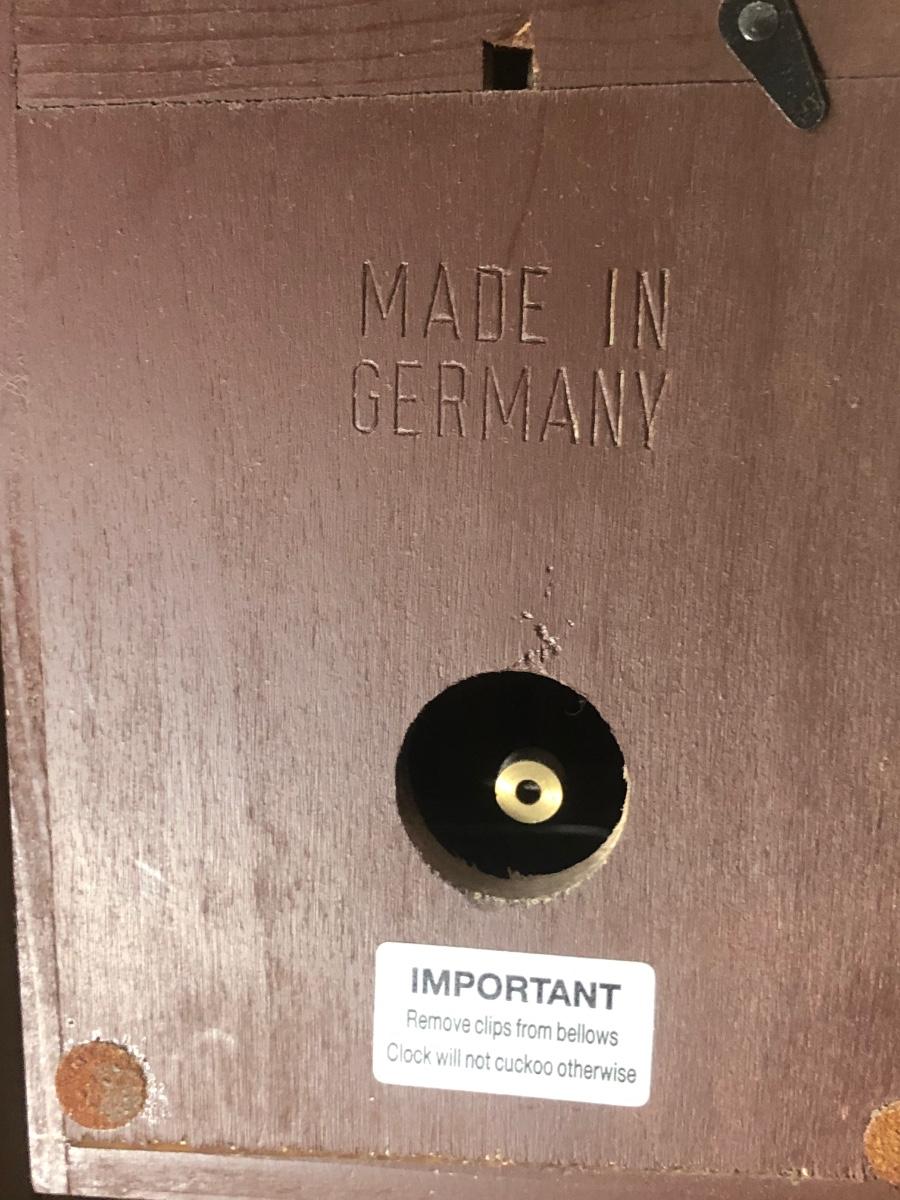 MADE IN
GERMANY
IMPORTANT
Remove clips from bellows
Clock will not cuckoo otherwise